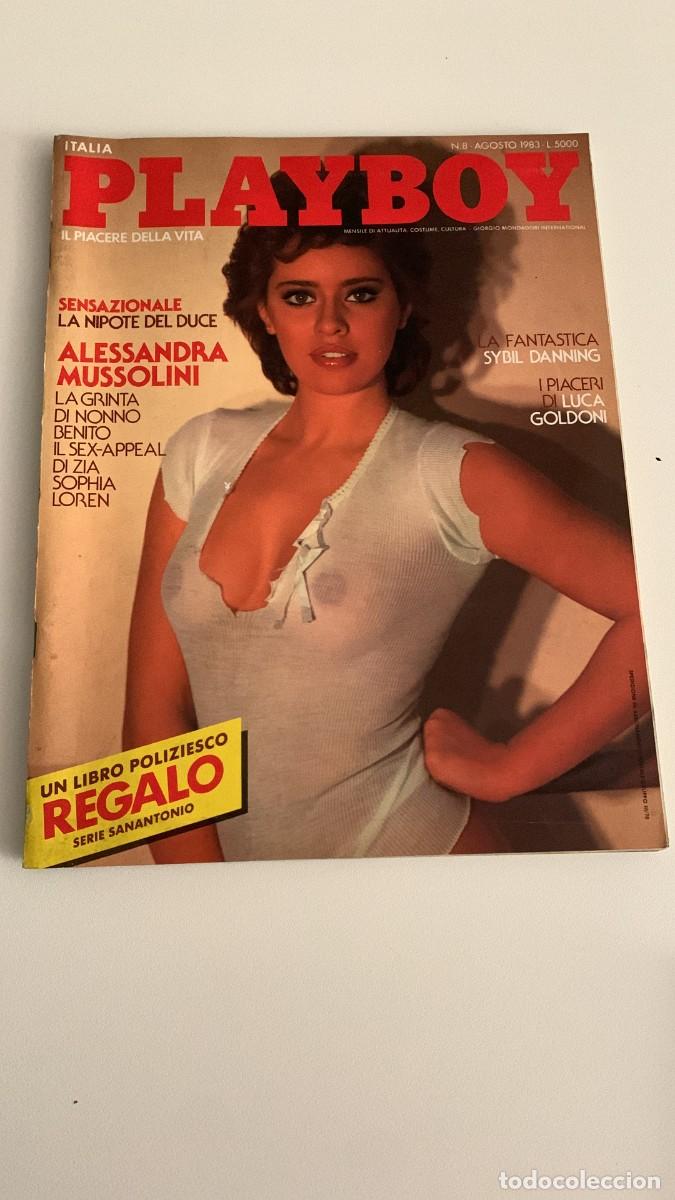 ITALIA
N.8 - AGOSTO 1983 - L.5000
PLAYBOY
IL PIACERE DELLA VITA
MENSILE DI ATTUALITA, COSTUME, CULTURA - GIORGIO MONDADORI INTERNATIONAL
SENSAZIONALE
LA NIPOTE DEL DUCE
ALESSANDRA
MUSSOLINI
LA GRINTA
DI NONNO
BENITO
IL SEX-APPEAL
DI ZIA
SOPHIA
LOREN
LA FANTASTICA
SYBIL DANNING
I PIACERI
DI LUCA
GOLDONI
UN LIBRO POLIZIESCO
REGALO
SERIE SANANTONIO
todocoleccion